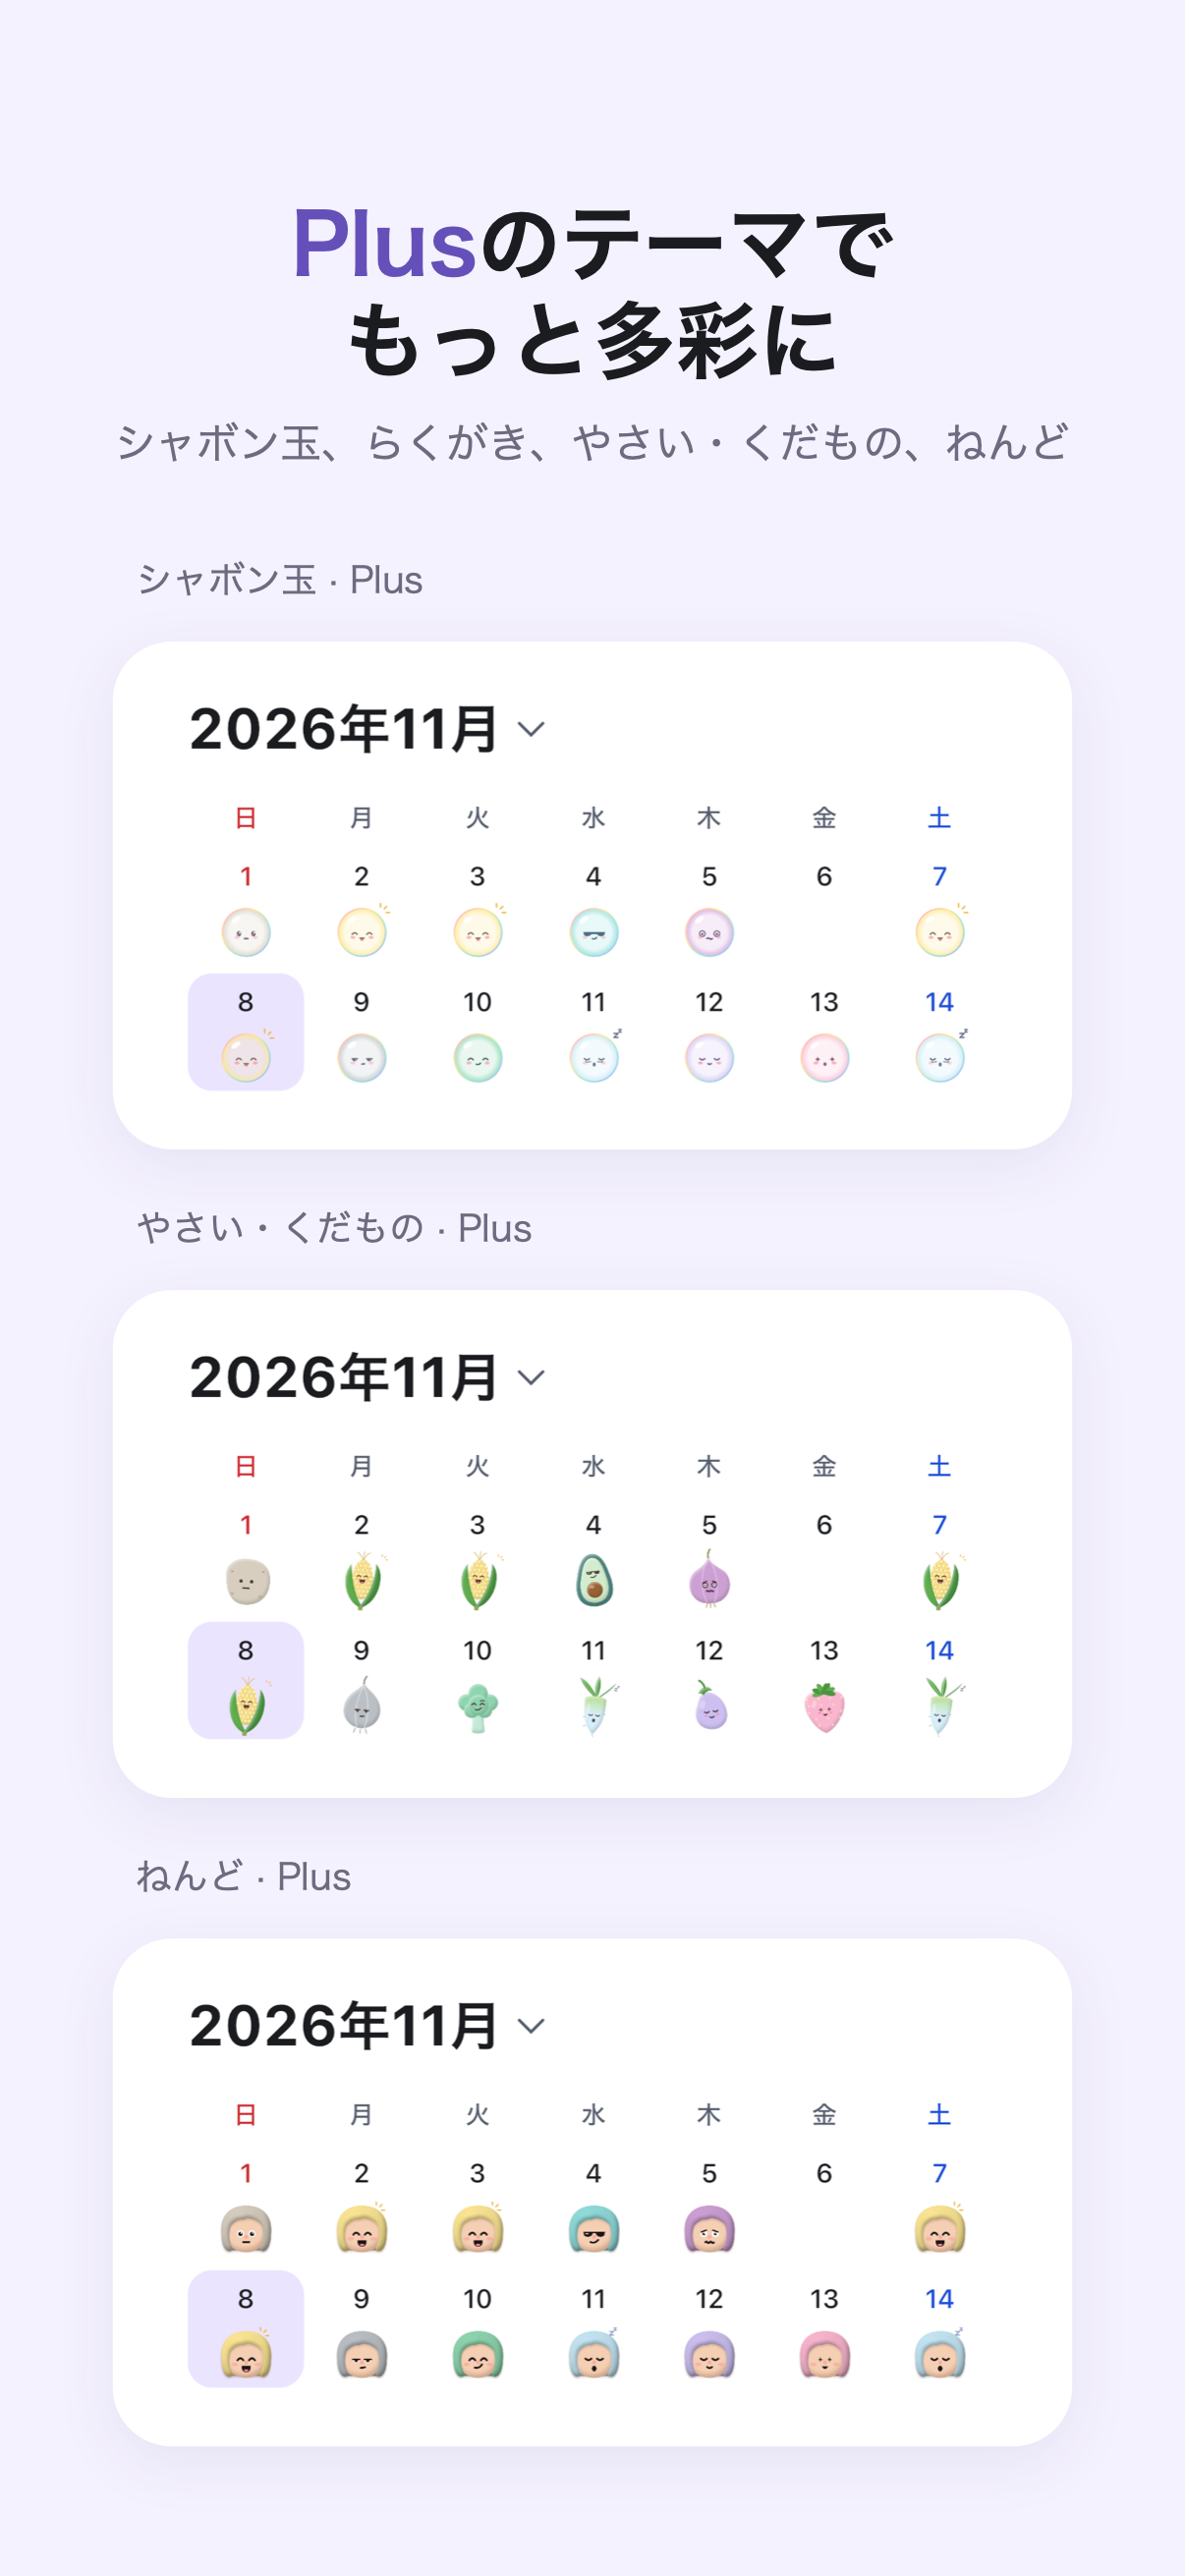 Plusのテーマで
もっと多彩に
シャボン玉、らくがき、やさい・くだもの、ねんど
シャボン玉 · Plus
2026年11月
日 月 火 水 木 金 土
1 2 3 4 5 6 7
8 9 10 11 12 13 14
やさい・くだもの · Plus
2026年11月
日 月 火 水 木 金 土
1 2 3 4 5 6 7
8 9 10 11 12 13 14
ねんど · Plus
2026年11月
日 月 火 水 木 金 土
1 2 3 4 5 6 7
8 9 10 11 12 13 14